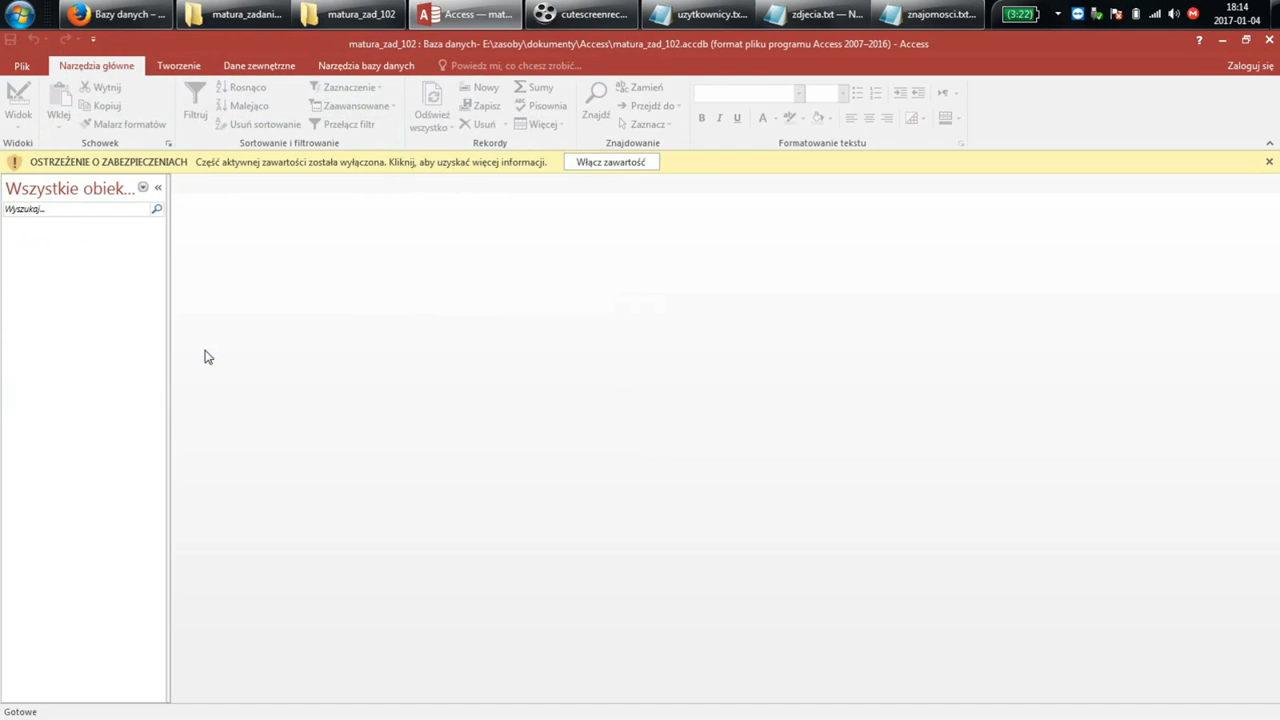 Bazy danych – ...
matura_zadani...
matura_zad_102
Access — mat...
cutescreenrec...
uzytkownicy.tx...
zdjecia.txt — N...
znajomosci.txt...
(3:22)
18:14
2017-01-04
matura_zad_102 : Baza danych- E:\zasoby\dokumenty\Access\matura_zad_102.accdb (format pliku programu Access 2007–2016) - Access
Plik
Narzędzia główne
Tworzenie
Dane zewnętrzne
Narzędzia bazy danych
Powiedz mi, co chcesz zrobić...
Zaloguj się
Widok
Wklej
Wytnij
Kopiuj
Malarz formatów
Filtruj
Rosnąco
Malejąco
Usuń sortowanie
Zaznaczenie
Zaawansowane
Przełącz filtr
Odśwież
wszystko
Nowy
Zapisz
Usuń
Sumy
Pisownia
Więcej
Znajdź
Zamień
Przejdź do
Zaznacz
B I U A
Widoki
Schowek
Sortowanie i filtrowanie
Rekordy
Znajdowanie
Formatowanie tekstu
OSTRZEŻENIE O ZABEZPIECZENIACH Część aktywnej zawartości została wyłączona. Kliknij, aby uzyskać więcej informacji.
Włącz zawartość
Wszystkie obiek...
Wyszukaj...
Gotowe